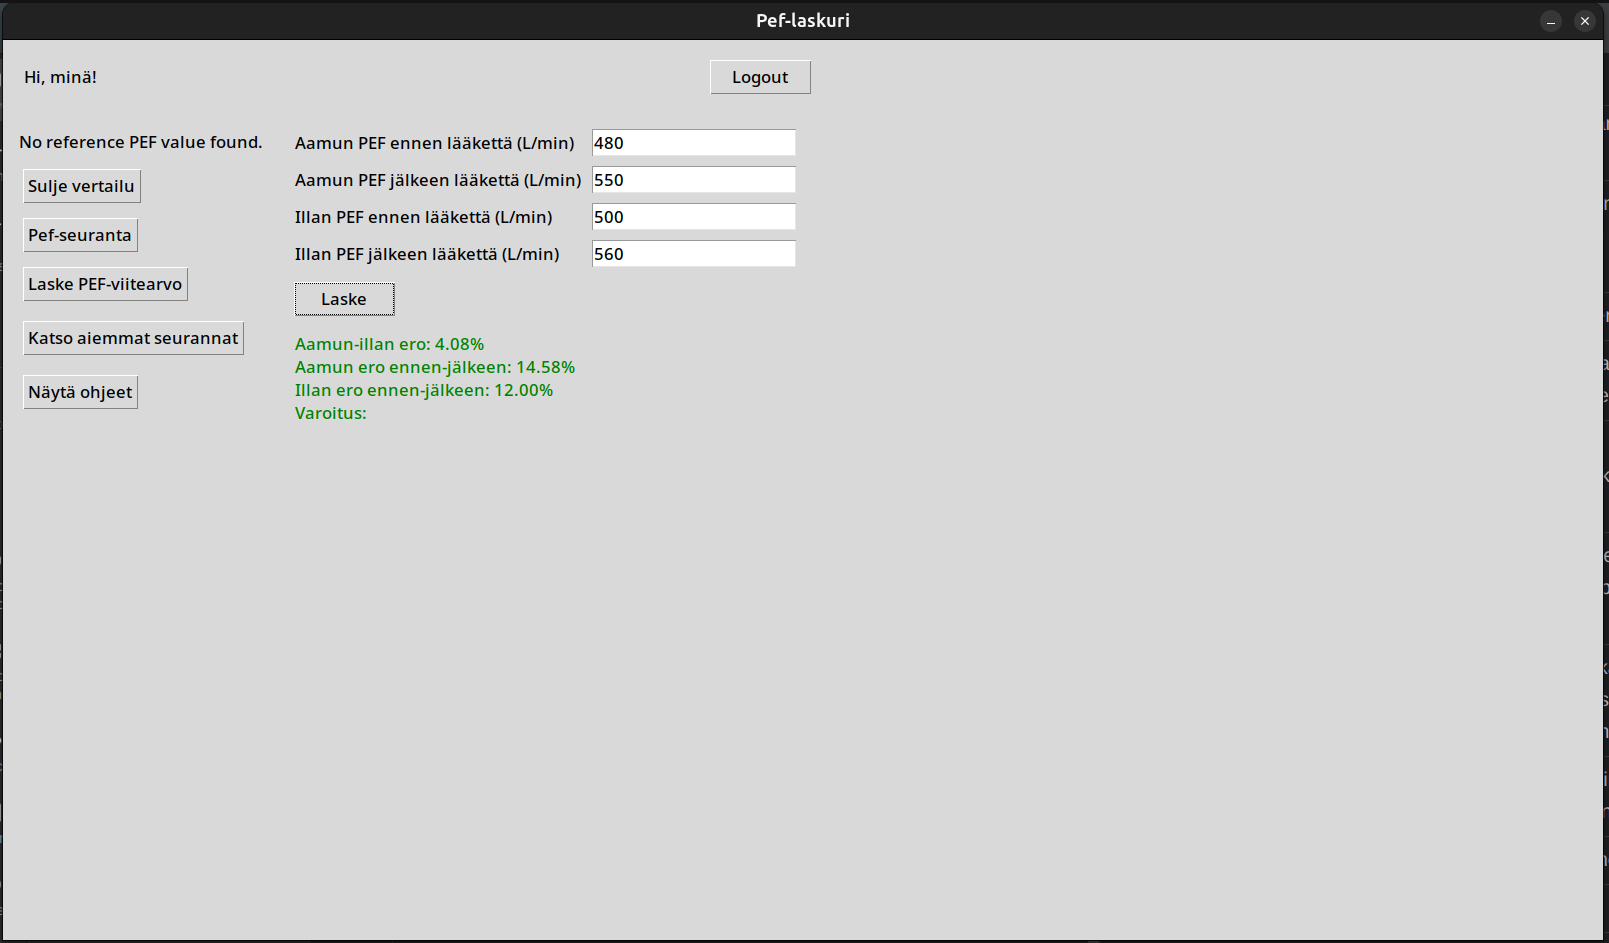 Pef-laskuri
Hi, minä!
Logout
No reference PEF value found.
Sulje vertailu
Pef-seuranta
Laske PEF-viitearvo
Katso aiemmat seurannat
Näytä ohjeet
Aamun PEF ennen lääkettä (L/min) 480
Aamun PEF jälkeen lääkettä (L/min) 550
Illan PEF ennen lääkettä (L/min) 500
Illan PEF jälkeen lääkettä (L/min) 560
Laske
Aamun-illan ero: 4.08%
Aamun ero ennen-jälkeen: 14.58%
Illan ero ennen-jälkeen: 12.00%
Varoitus: